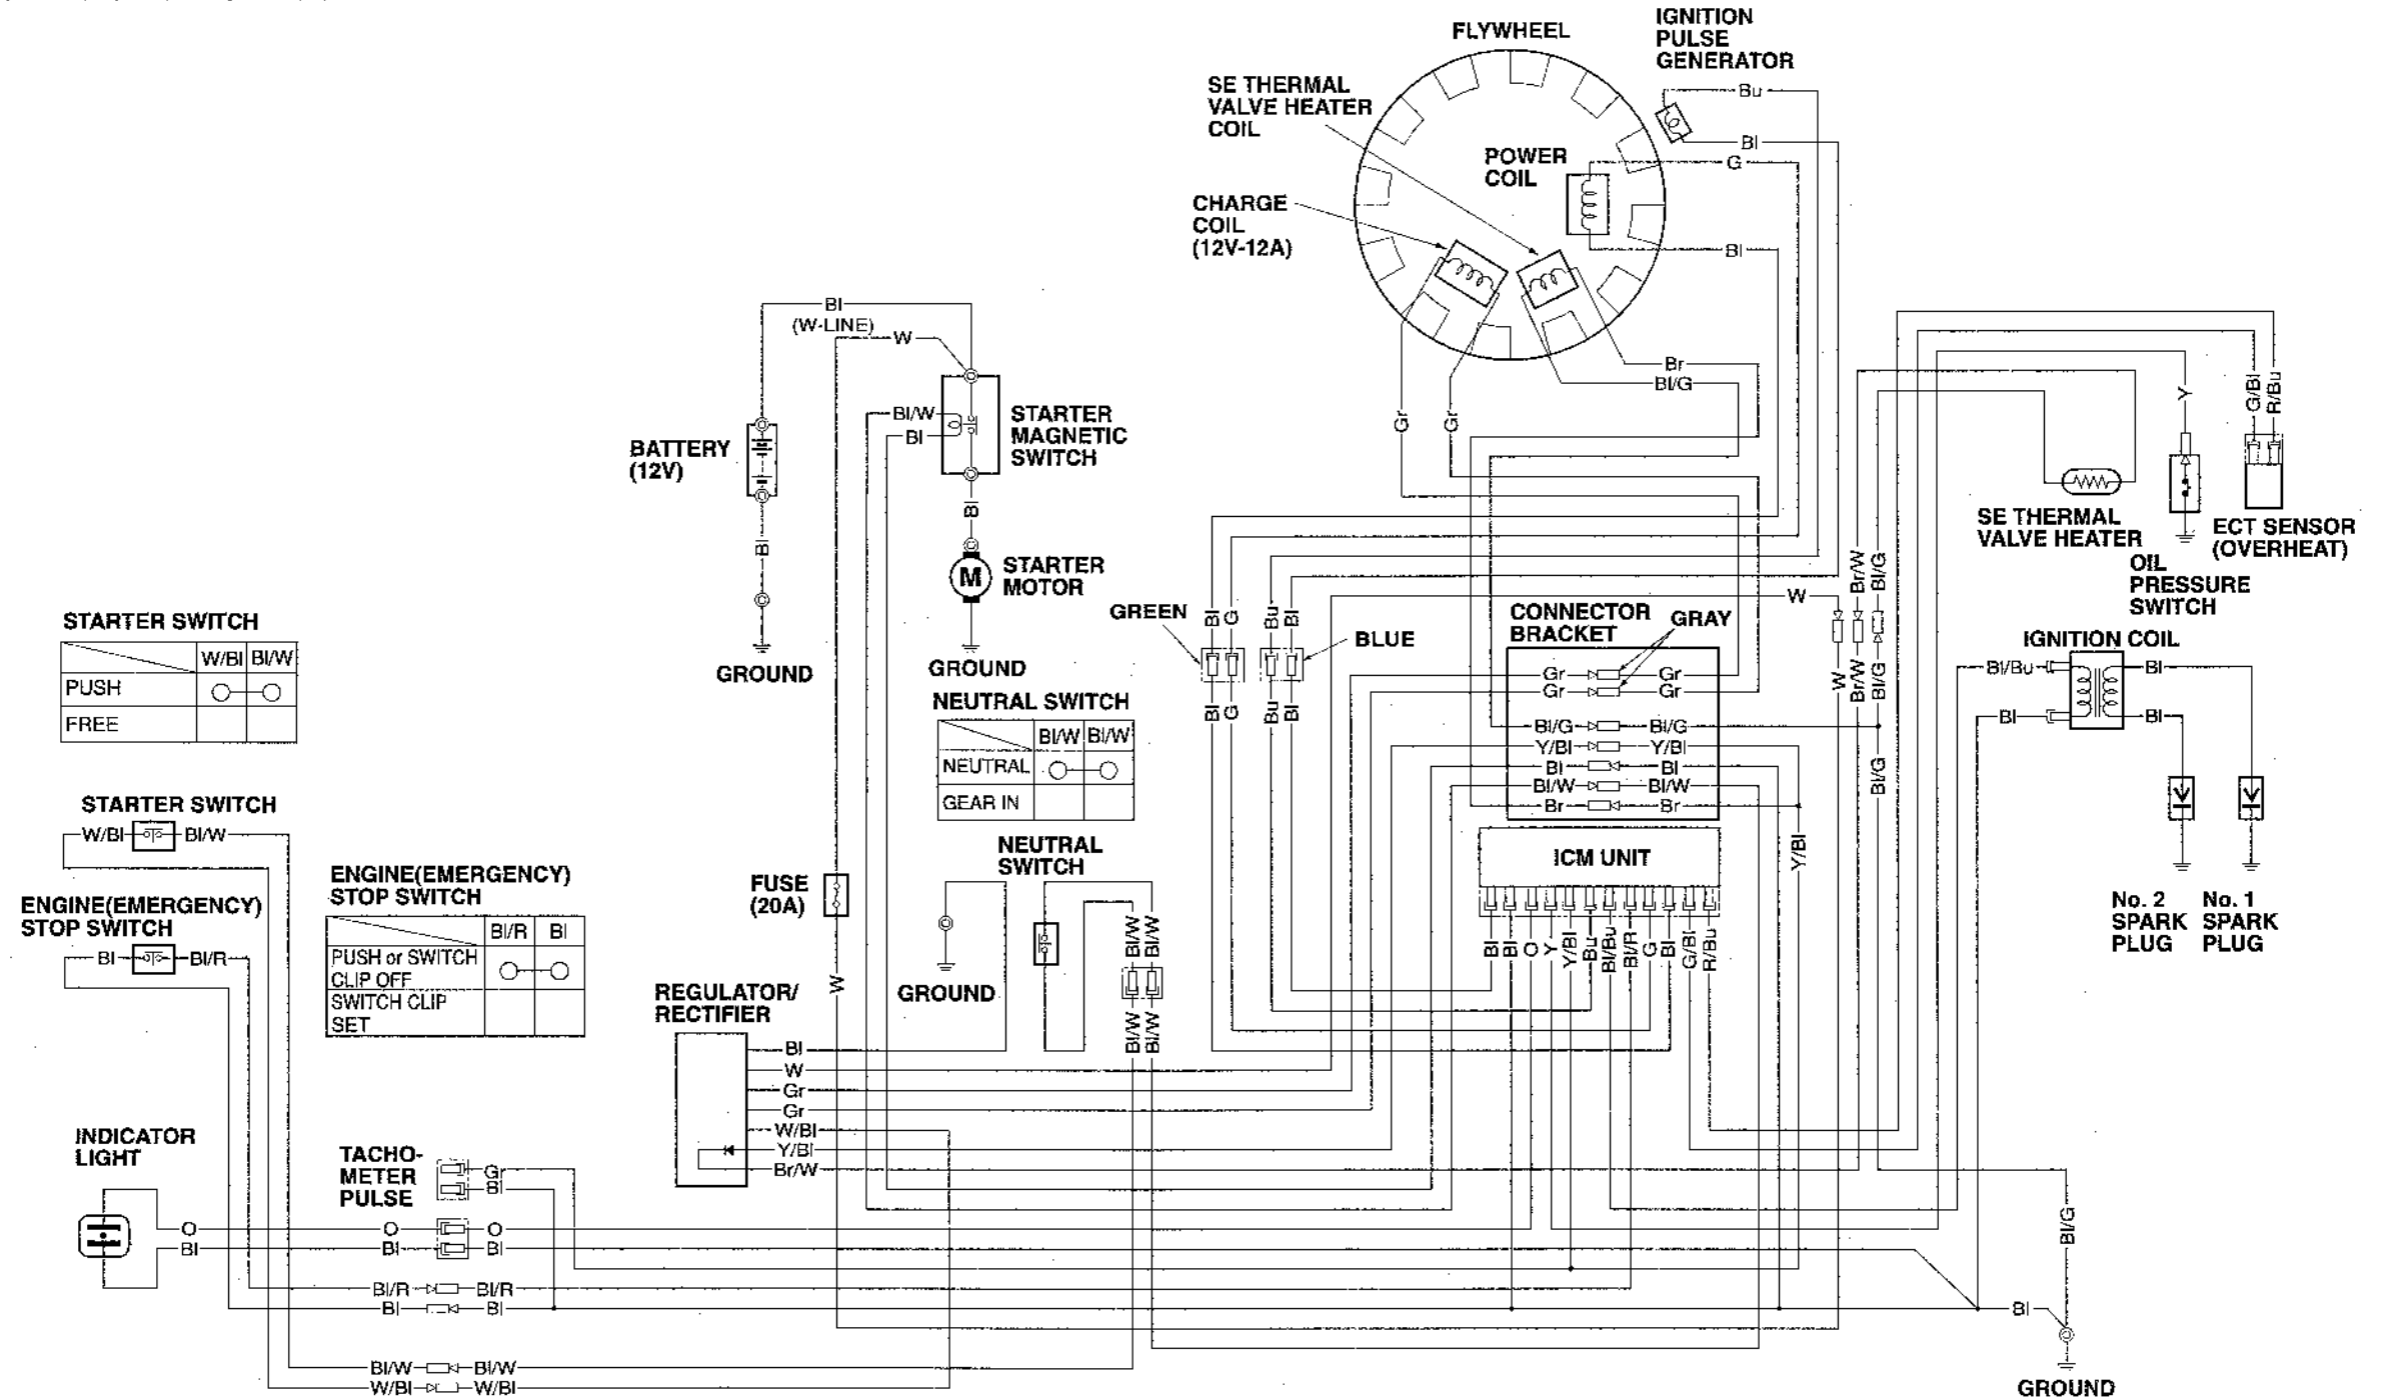 IGNITION
PULSE
GENERATOR
FLYWHEEL
SE THERMAL
VALVE HEATER
COIL
POWER
COIL
CHARGE
COIL
(12V-12A)
Bu
Bl
G
Bl
Br
Bl/G
Gr
Gr
Bl
(W-LINE)
W
Bl/W
Bl
STARTER
MAGNETIC
SWITCH
BATTERY
(12V)
Bl
Bl
STARTER
MOTOR
M
GROUND
GROUND
Y
G/Bl
R/Bu
SE THERMAL
VALVE HEATER
ECT SENSOR
(OVERHEAT)
OIL
PRESSURE
SWITCH
Br/W
Bl/G
W
GREEN
Bl
G
Bu
Bl
BLUE
Bl
G
Bu
Bl
CONNECTOR
BRACKET
GRAY
Gr
Gr
Gr
Gr
Bl/G
Bl/G
Y/Bl
Y/Bl
Bl
Bl
Bl/W
Bl/W
Br
Br
W
Br/W
Bl/G
Bl/G
Y/Bl
IGNITION COIL
Bl/Bu
Bl
Bl
Bl
No. 2
SPARK
PLUG
No. 1
SPARK
PLUG
STARTER SWITCH
W/Bl Bl/W
PUSH
FREE
NEUTRAL SWITCH
Bl/W Bl/W
NEUTRAL
GEAR IN
STARTER SWITCH
W/Bl
Bl/W
ENGINE(EMERGENCY)
STOP SWITCH
Bl
Bl/R
ENGINE(EMERGENCY)
STOP SWITCH
Bl/R Bl
PUSH or SWITCH
CLIP OFF
SWITCH CLIP
SET
FUSE
(20A)
W
NEUTRAL
SWITCH
Bl/W
Bl/W
Bl/W
Bl/W
GROUND
ICM UNIT
Bl
Bl
O
Y
Y/Bl
Bu
Bl/Bu
Bl/R
G
Bl
G/Bl
R/Bu
REGULATOR/
RECTIFIER
Bl
W
Gr
Gr
W/Bl
Y/Bl
Br/W
INDICATOR
LIGHT
TACHO-
METER
PULSE
Gr
Bl
O
O
O
Bl
Bl
Bl
Bl/R
Bl/R
Bl
Bl
Bl/W
Bl/W
W/Bl
W/Bl
Bl/G
Bl
GROUND